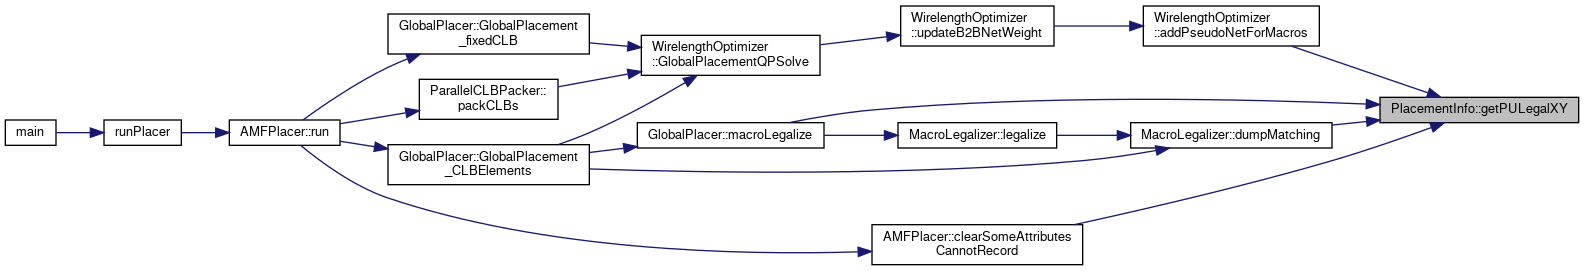 main
runPlacer
AMFPlacer::run
GlobalPlacer::GlobalPlacement
_fixedCLB
ParallelCLBPacker::
packCLBs
GlobalPlacer::GlobalPlacement
_CLBElements
WirelengthOptimizer
::GlobalPlacementQPSolve
GlobalPlacer::macroLegalize
WirelengthOptimizer
::updateB2BNetWeight
MacroLegalizer::legalize
AMFPlacer::clearSomeAttributes
CannotRecord
WirelengthOptimizer
::addPseudoNetForMacros
MacroLegalizer::dumpMatching
PlacementInfo::getPULegalXY